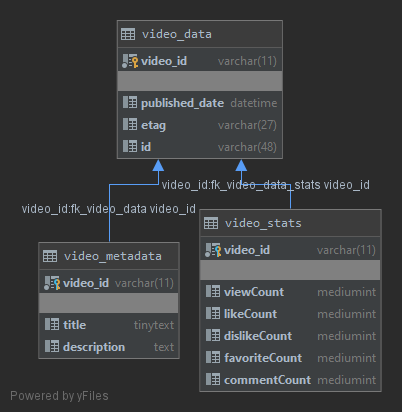 video_data
video_id varchar(11)
published_date datetime
etag varchar(27)
id varchar(48)
video_id:fk_video_data_stats video_id
video_id:fk_video_data video_id
video_metadata
video_id varchar(11)
title tinytext
description text
video_stats
video_id varchar(11)
viewCount mediumint
likeCount mediumint
dislikeCount mediumint
favoriteCount mediumint
commentCount mediumint
Powered by yFiles